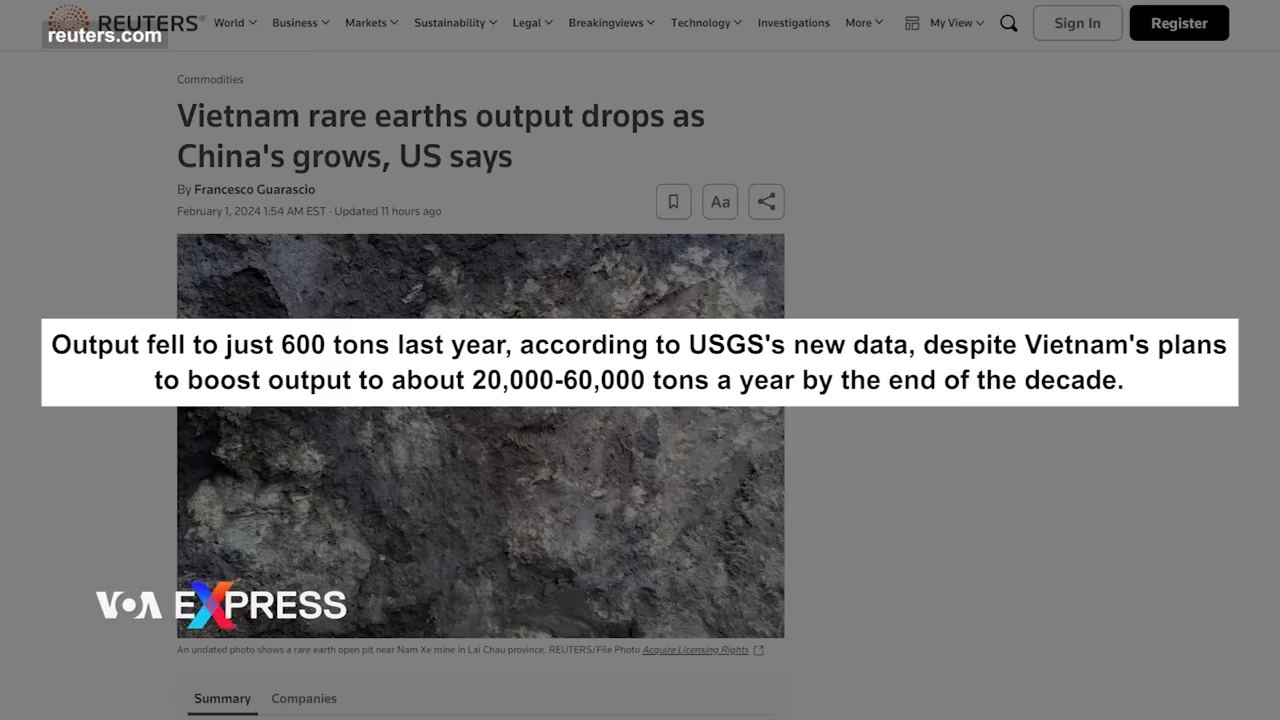 REUTERS®
reuters.com
World Business Markets Sustainability Legal Breakingviews Technology Investigations More My View Sign In Register
Commodities
Vietnam rare earths output drops as
China's grows, US says
By Francesco Guarascio
February 1, 2024 1:54 AM EST · Updated 11 hours ago
Aa
Output fell to just 600 tons last year, according to USGS's new data, despite Vietnam's plans
to boost output to about 20,000-60,000 tons a year by the end of the decade.
VOA EXPRESS
An undated photo shows a rare earth open pit near Nam Xe mine in Lai Chau province. REUTERS/File Photo Acquire Licensing Rights
Summary Companies